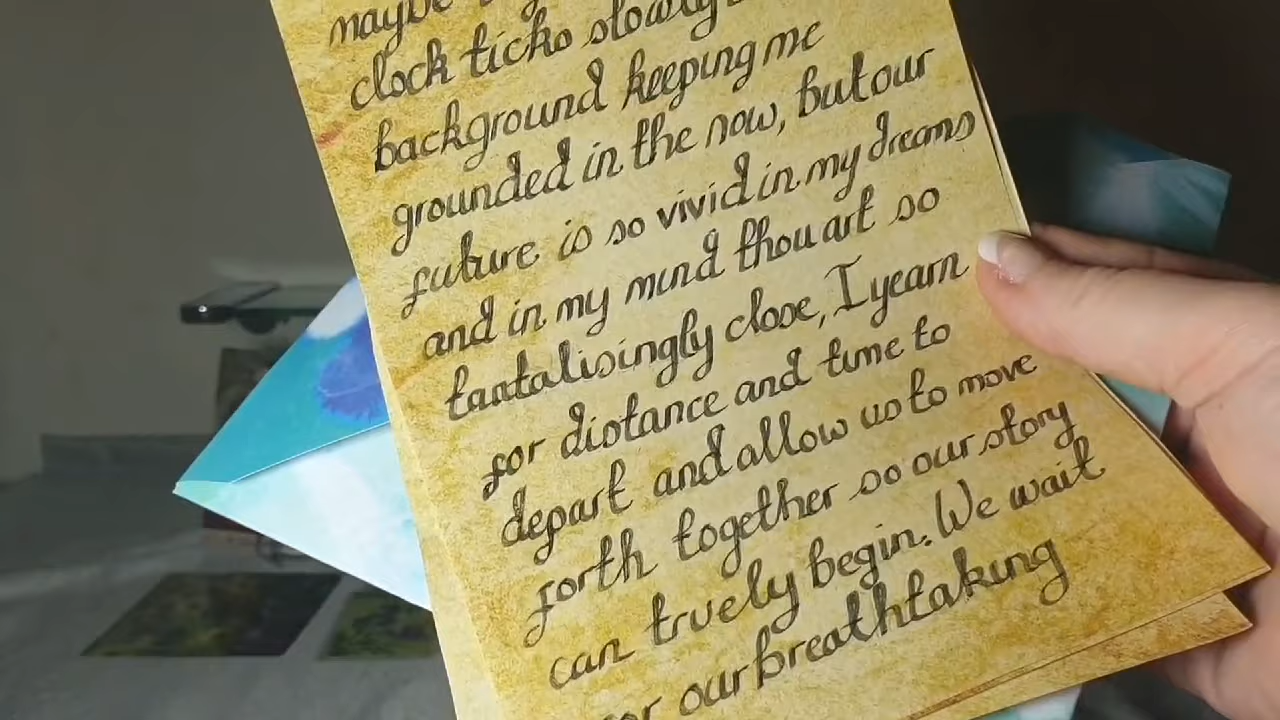 maybe
clock ticks slowly
background keeping me
grounded in the now, but our
future is so vivid in my dreams
and in my mind thou art so
tantalisingly close, I yearn
for distance and time to
depart and allow us to move
forth together so our story
can truely begin. We wait
for our breathtaking